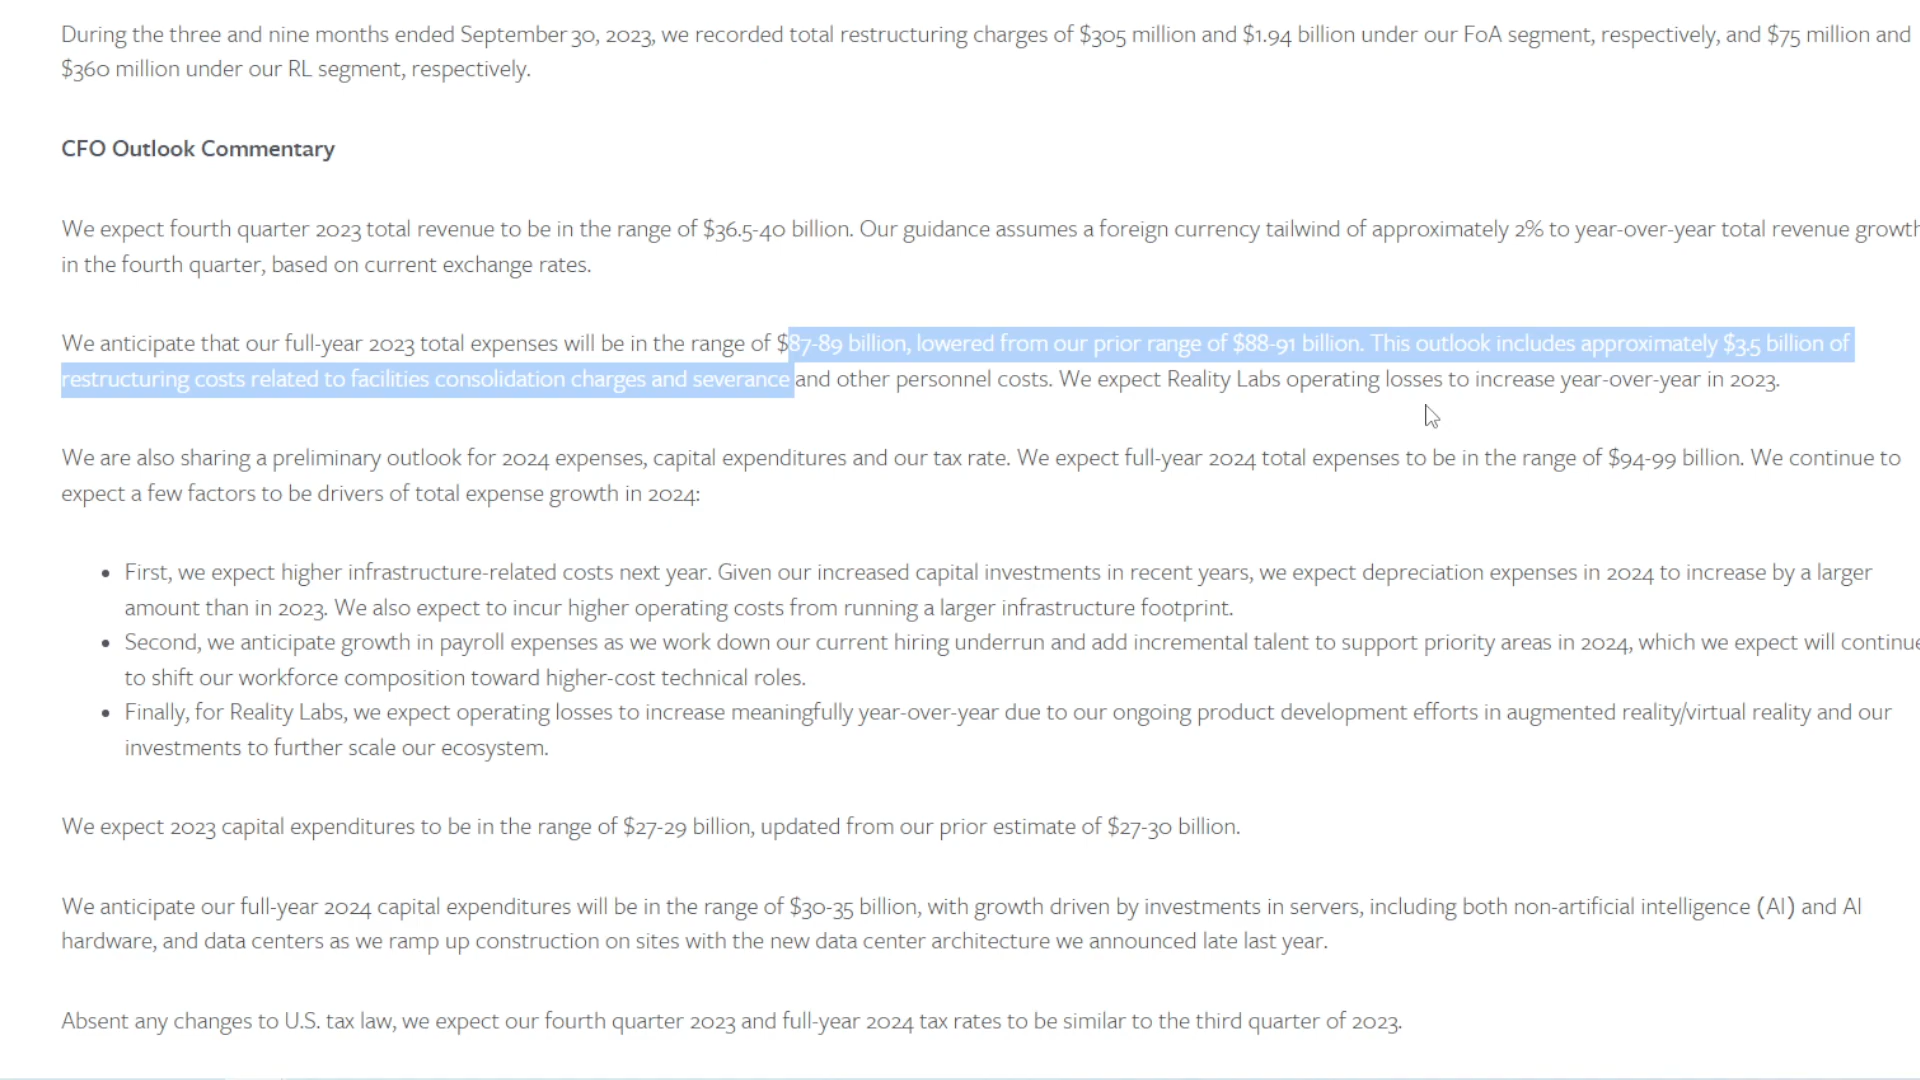 During the three and nine months ended September 30, 2023, we recorded total restructuring charges of $305 million and $1.94 billion under our FoA segment, respectively, and $75 million and
$360 million under our RL segment, respectively.
CFO Outlook Commentary
We expect fourth quarter 2023 total revenue to be in the range of $36.5-40 billion. Our guidance assumes a foreign currency tailwind of approximately 2% to year-over-year total revenue growth
in the fourth quarter, based on current exchange rates.
We anticipate that our full-year 2023 total expenses will be in the range of $87-89 billion, lowered from our prior range of $88-91 billion. This outlook includes approximately $3.5 billion of
restructuring costs related to facilities consolidation charges and severance and other personnel costs. We expect Reality Labs operating losses to increase year-over-year in 2023.
We are also sharing a preliminary outlook for 2024 expenses, capital expenditures and our tax rate. We expect full-year 2024 total expenses to be in the range of $94-99 billion. We continue to
expect a few factors to be drivers of total expense growth in 2024:
• First, we expect higher infrastructure-related costs next year. Given our increased capital investments in recent years, we expect depreciation expenses in 2024 to increase by a larger
amount than in 2023. We also expect to incur higher operating costs from running a larger infrastructure footprint.
• Second, we anticipate growth in payroll expenses as we work down our current hiring underrun and add incremental talent to support priority areas in 2024, which we expect will continue
to shift our workforce composition toward higher-cost technical roles.
• Finally, for Reality Labs, we expect operating losses to increase meaningfully year-over-year due to our ongoing product development efforts in augmented reality/virtual reality and our
investments to further scale our ecosystem.
We expect 2023 capital expenditures to be in the range of $27-29 billion, updated from our prior estimate of $27-30 billion.
We anticipate our full-year 2024 capital expenditures will be in the range of $30-35 billion, with growth driven by investments in servers, including both non-artificial intelligence (AI) and AI
hardware, and data centers as we ramp up construction on sites with the new data center architecture we announced late last year.
Absent any changes to U.S. tax law, we expect our fourth quarter 2023 and full-year 2024 tax rates to be similar to the third quarter of 2023.